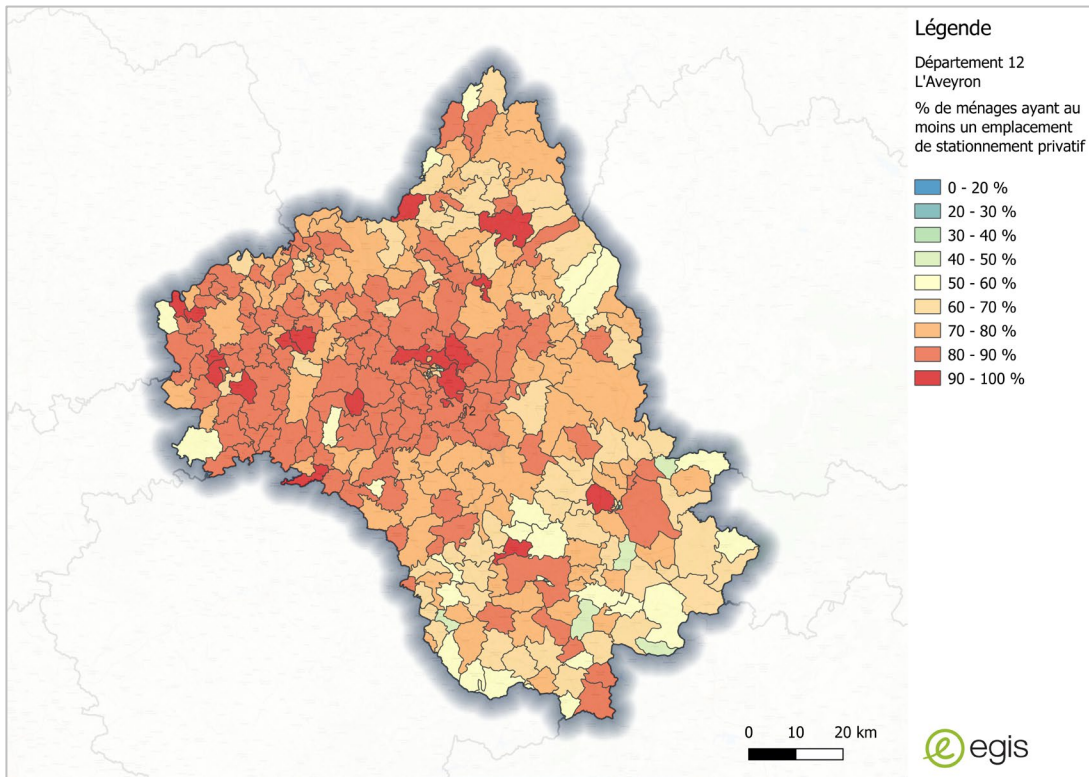 Légende
Département 12
L'Aveyron
% de ménages ayant au
moins un emplacement
de stationnement privatif
0 - 20 %
20 - 30 %
30 - 40 %
40 - 50 %
50 - 60 %
60 - 70 %
70 - 80 %
80 - 90 %
90 - 100 %
12
0 10 20 km
egis